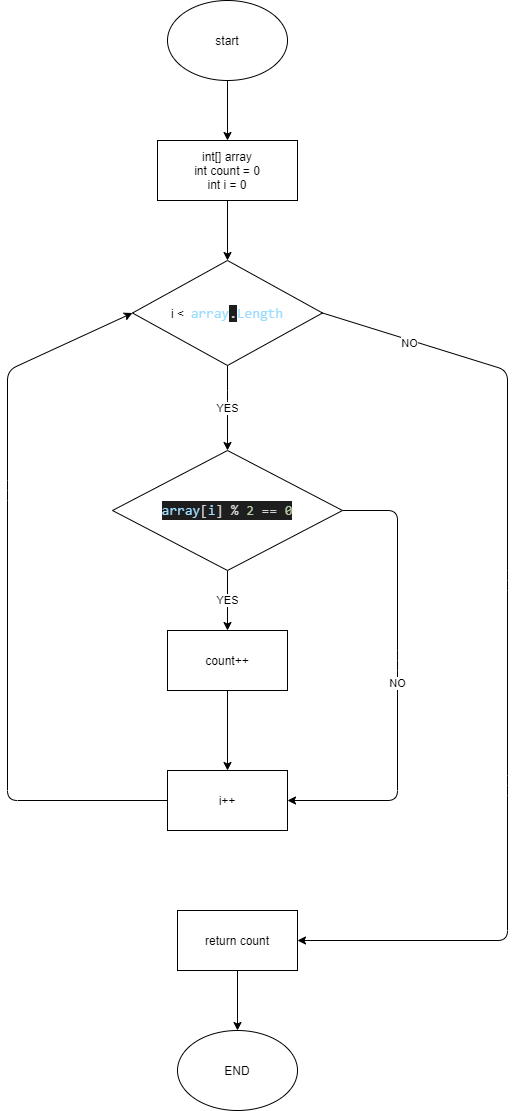 start
int[] array
int count = 0
int i = 0
i < array.Length
NO
YES
array[i] % 2 == 0
YES
count++
NO
i++
return count
END